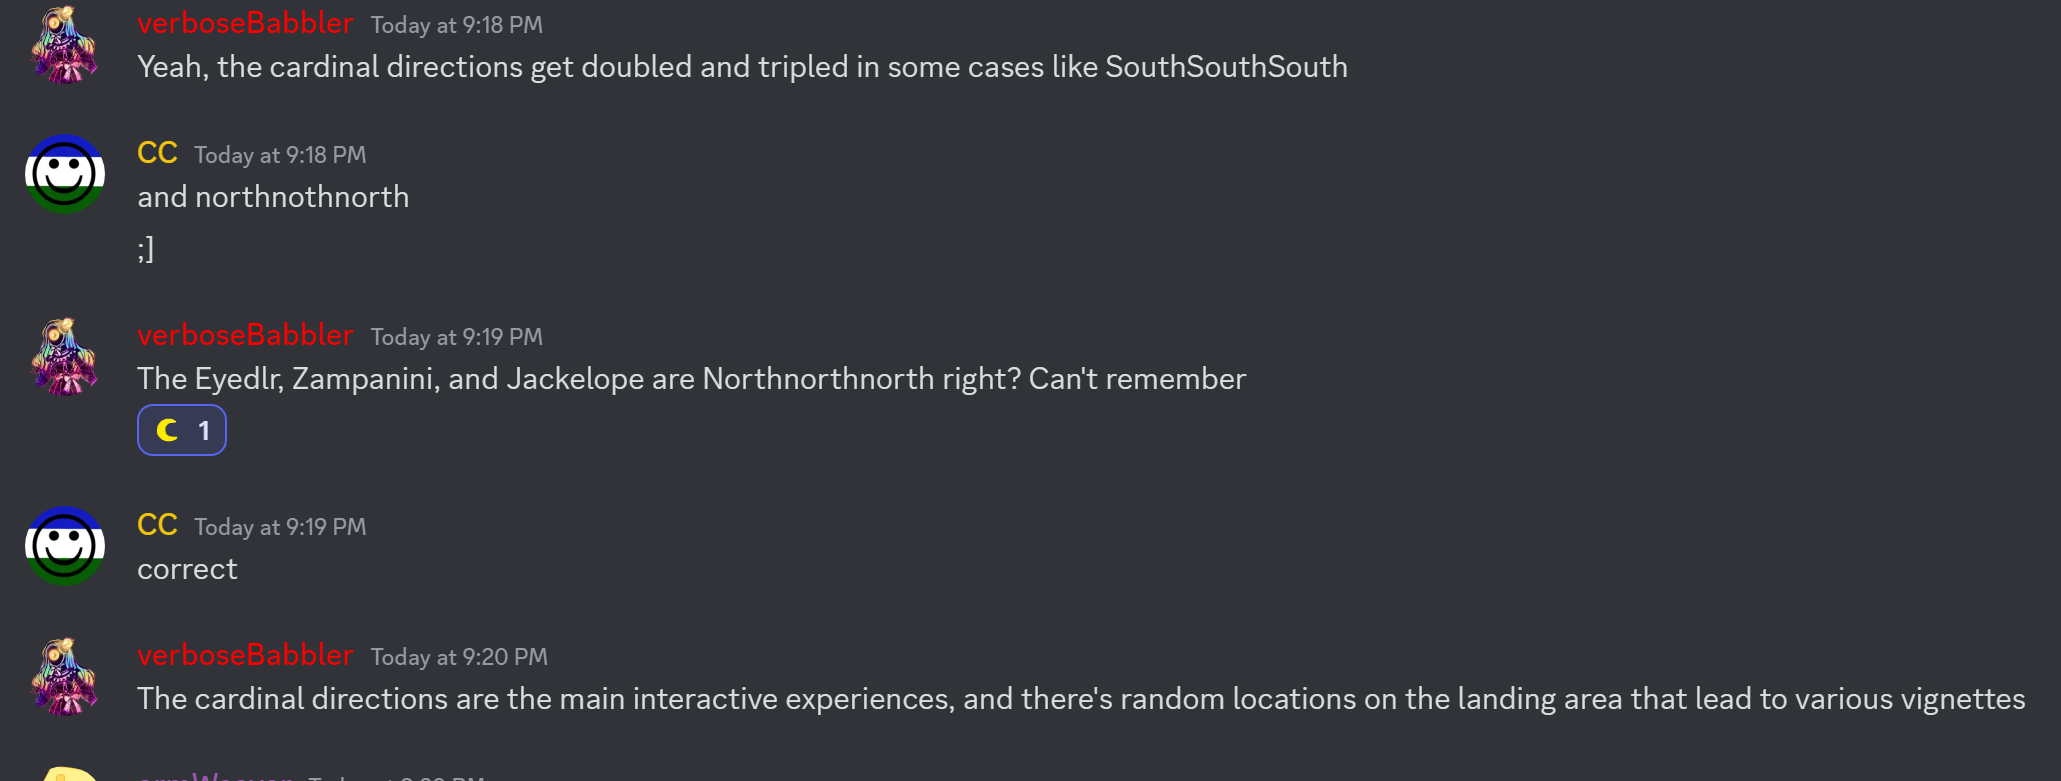 verboseBabbler Today at 9:18 PM
Yeah, the cardinal directions get doubled and tripled in some cases like SouthSouthSouth
CC Today at 9:18 PM
and northnothnorth
;]
verboseBabbler Today at 9:19 PM
The Eyedlr, Zampanini, and Jackelope are Northnorthnorth right? Can't remember
1
CC Today at 9:19 PM
correct
verboseBabbler Today at 9:20 PM
The cardinal directions are the main interactive experiences, and there's random locations on the landing area that lead to various vignettes